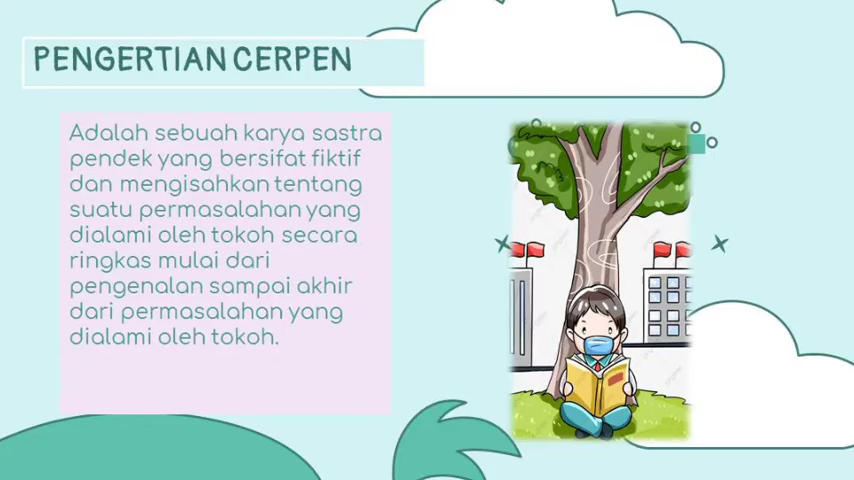 PENGERTIAN CERPEN
Adalah sebuah karya sastra
pendek yang bersifat fiktif
dan mengisahkan tentang
suatu permasalahan yang
dialami oleh tokoh secara
ringkas mulai dari
pengenalan sampai akhir
dari permasalahan yang
dialami oleh tokoh.